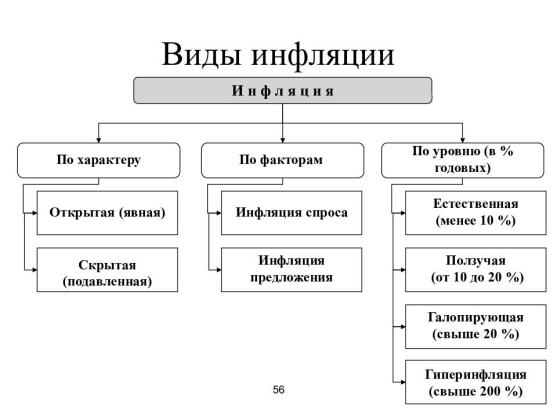 Виды инфляции
Инфляция
По характеру
Открытая (явная)
Скрытая
(подавленная)
По факторам
Инфляция спроса
Инфляция
предложения
По уровню (в %
годовых)
Естественная
(менее 10 %)
Ползучая
(от 10 до 20 %)
Галопирующая
(свыше 20 %)
Гиперинфляция
(свыше 200 %)
56